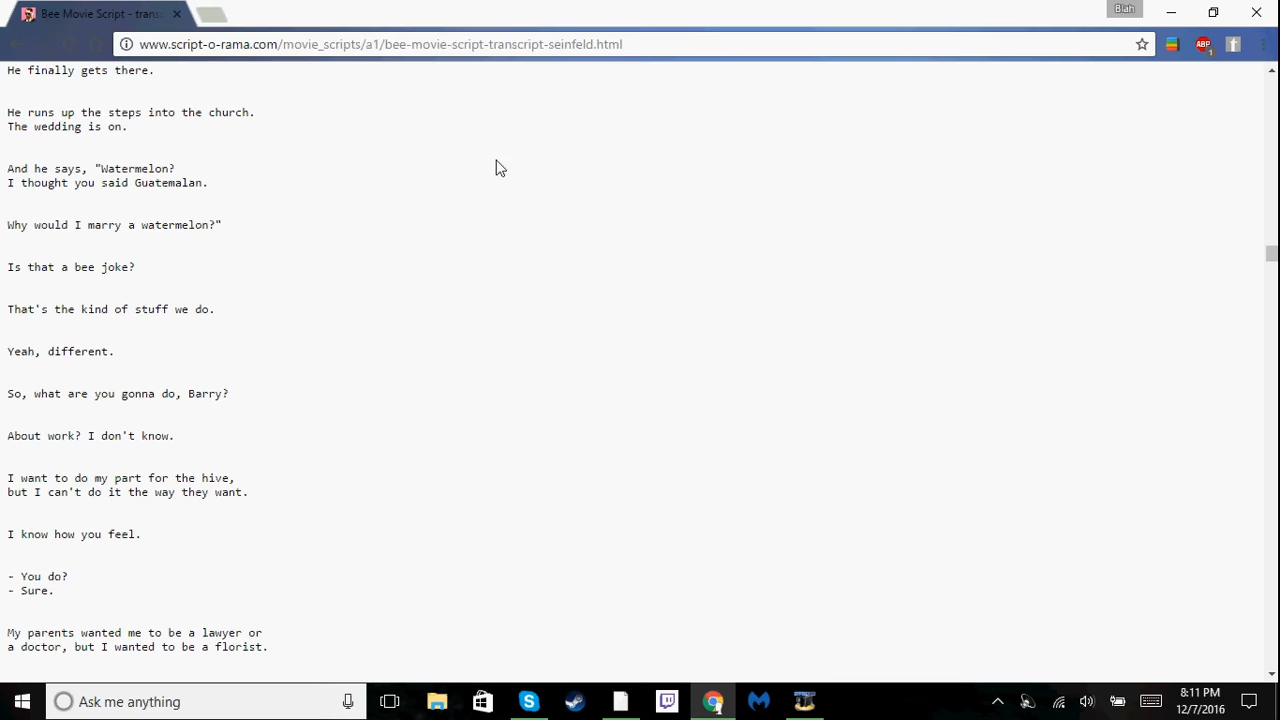 Bee Movie Script - trans
Blah
www.script-o-rama.com/movie_scripts/a1/bee-movie-script-transcript-seinfeld.html
ABP
1
He finally gets there.
He runs up the steps into the church.
The wedding is on.
And he says, "Watermelon?
I thought you said Guatemalan.
Why would I marry a watermelon?"
Is that a bee joke?
That's the kind of stuff we do.
Yeah, different.
So, what are you gonna do, Barry?
About work? I don't know.
I want to do my part for the hive,
but I can't do it the way they want.
I know how you feel.
- You do?
- Sure.
My parents wanted me to be a lawyer or
a doctor, but I wanted to be a florist.
Ask me anything
8:11 PM
12/7/2016